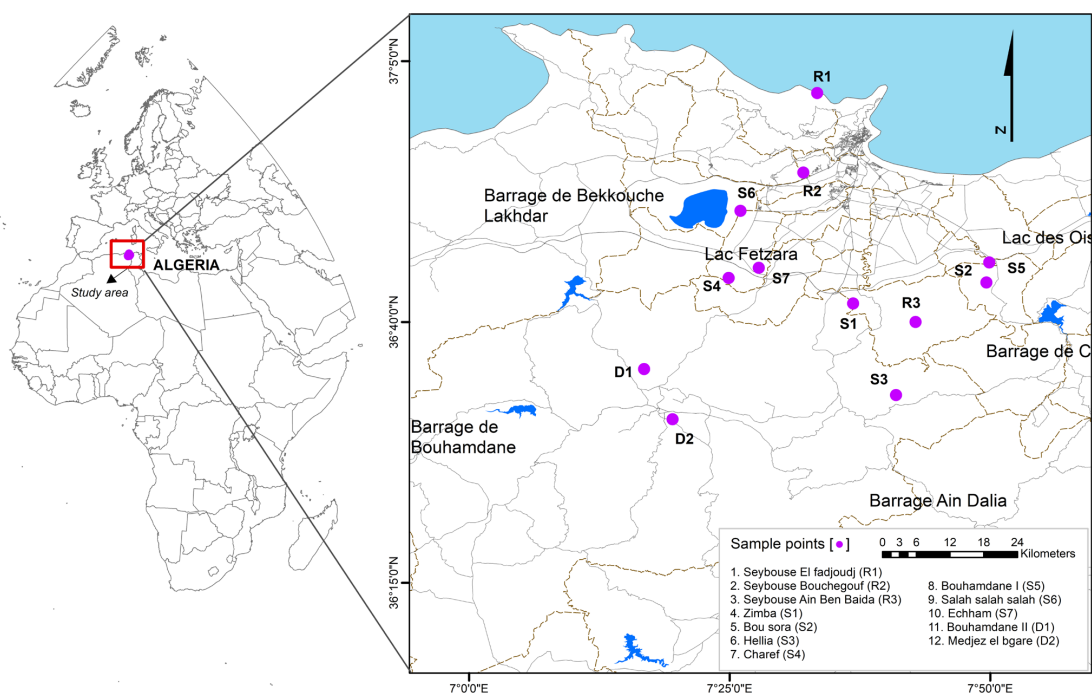 ALGERIA
Study area
37°5'0"N
36°40'0"N
36°15'0"N
7°0'0"E
7°25'0"E
7°50'0"E
R1
N
R2
S6
Barrage de Bekkouche
Lakhdar
Lac des Ois
Lac Fetzara
S2
S5
S4
S7
S1
R3
Barrage de C
D1
S3
Barrage de
Bouhamdane
D2
Barrage Ain Dalia
Sample points [ ]
0 3 6 12 18 24
Kilometers
1. Seybouse El fadjoudj (R1)
2. Seybouse Bouchegouf (R2)
3. Seybouse Ain Ben Baida (R3)
4. Zimba (S1)
5. Bou sora (S2)
6. Hellia (S3)
7. Charef (S4)
8. Bouhamdane I (S5)
9. Salah salah salah (S6)
10. Echham (S7)
11. Bouhamdane II (D1)
12. Medjez el bgare (D2)